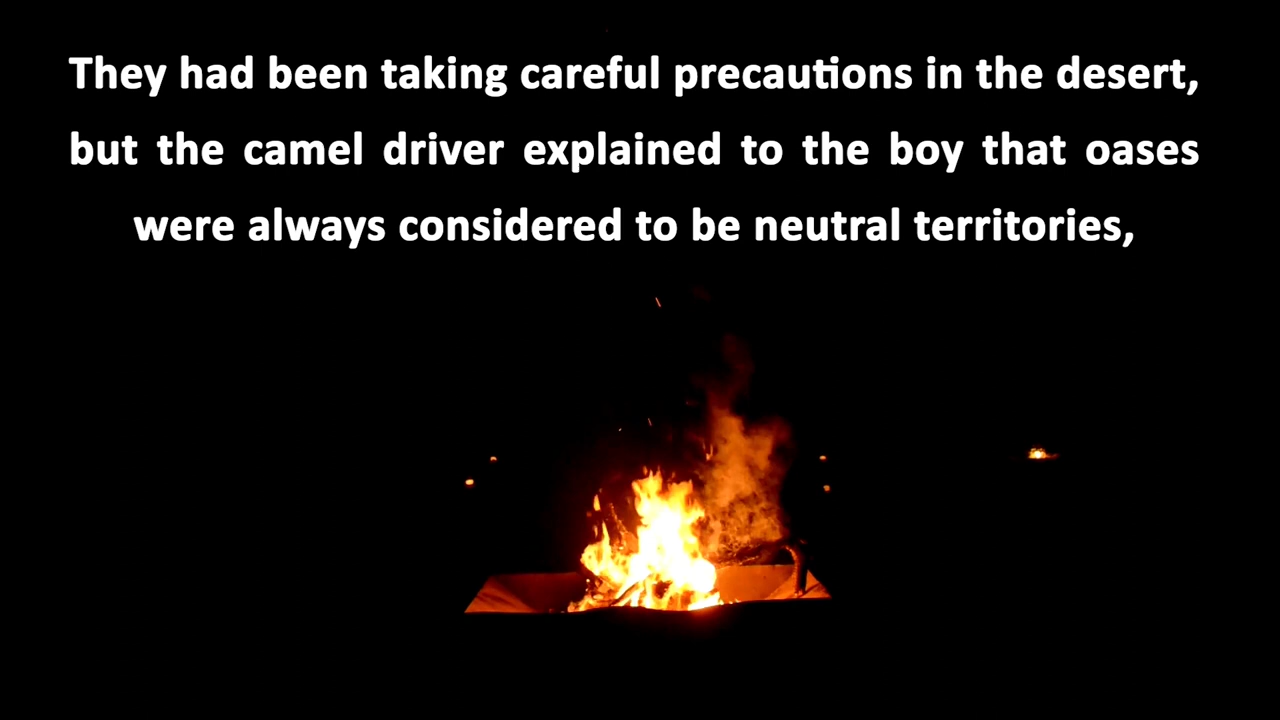 They had been taking careful precautions in the desert,
but the camel driver explained to the boy that oases
were always considered to be neutral territories,